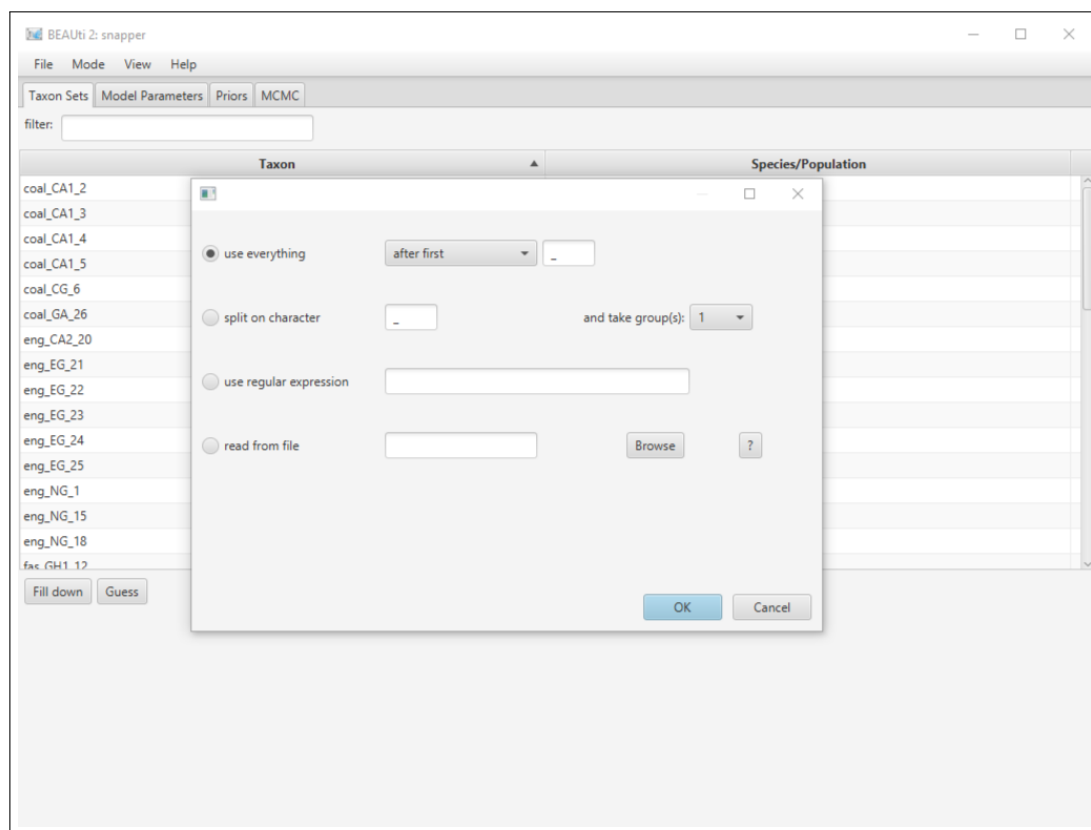 BEAUti 2: snapper
File Mode View Help
Taxon Sets Model Parameters Priors MCMC
filter:
Taxon Species/Population
coal_CA1_2
coal_CA1_3
coal_CA1_4
coal_CA1_5
coal_CG_6
coal_GA_26
eng_CA2_20
eng_EG_21
eng_EG_22
eng_EG_23
eng_EG_24
eng_EG_25
eng_NG_1
eng_NG_15
eng_NG_18
fas_GH1_12
use everything after first _
split on character _ and take group(s): 1
use regular expression
read from file Browse ?
OK Cancel
Fill down Guess